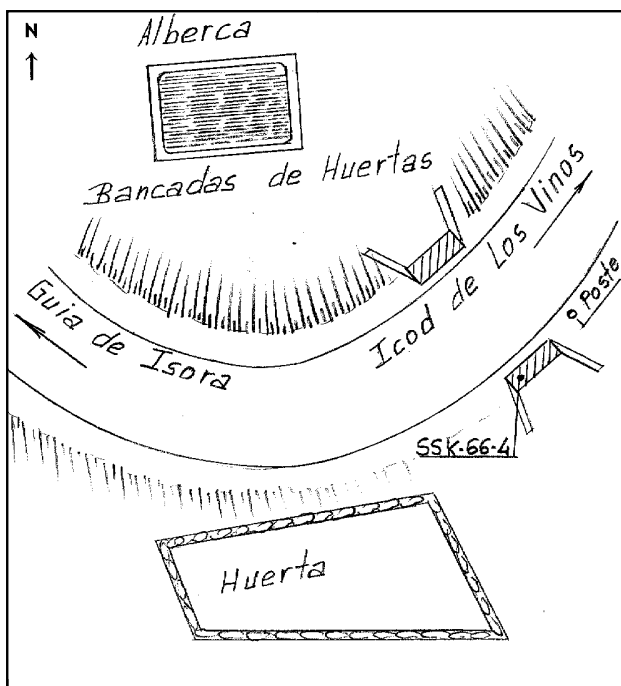 N
Alberca
Bancadas de Huertas
Guia de Isora
Icod de Los Vinos
Poste
SSK-66-4
Huerta